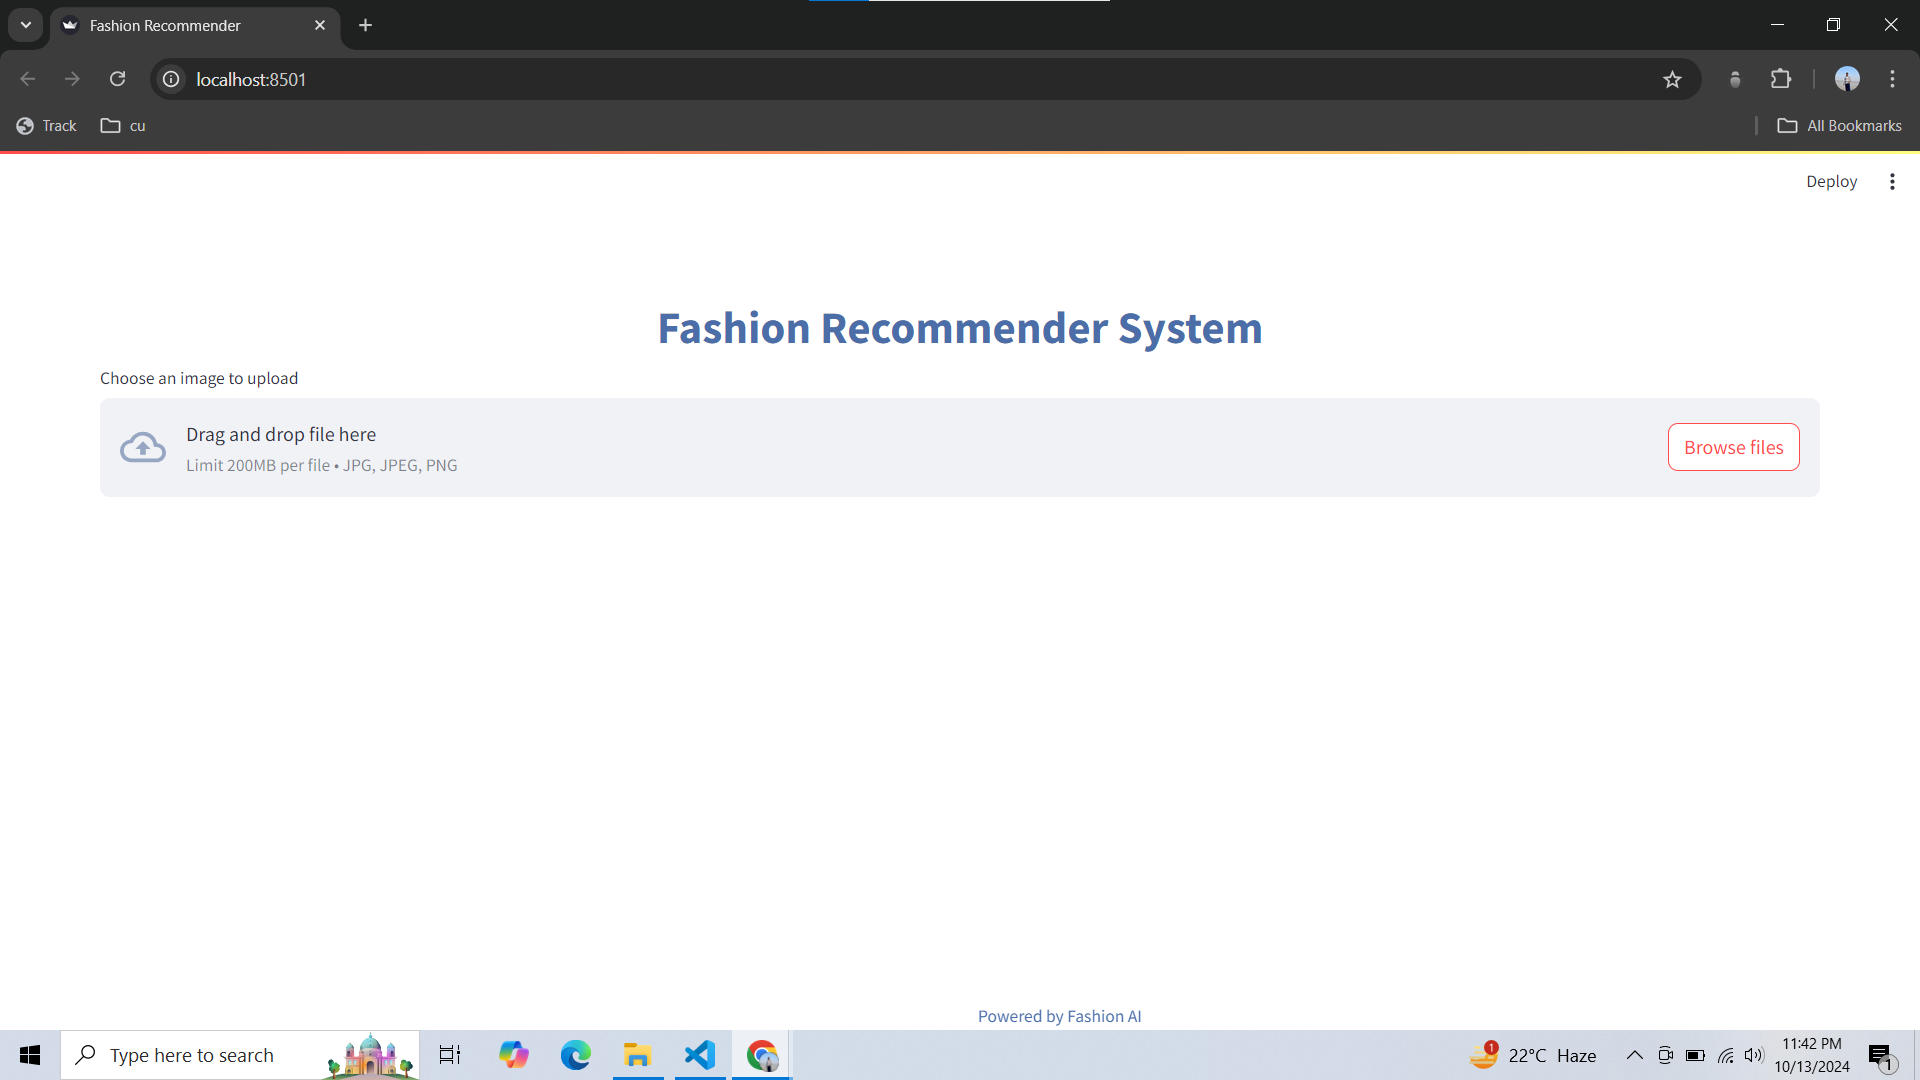 Fashion Recommender
localhost:8501
Track
cu
All Bookmarks
Deploy
Fashion Recommender System
Choose an image to upload
Drag and drop file here
Limit 200MB per file • JPG, JPEG, PNG
Browse files
Powered by Fashion AI
Type here to search
1
22°C Haze
11:42 PM
10/13/2024
1